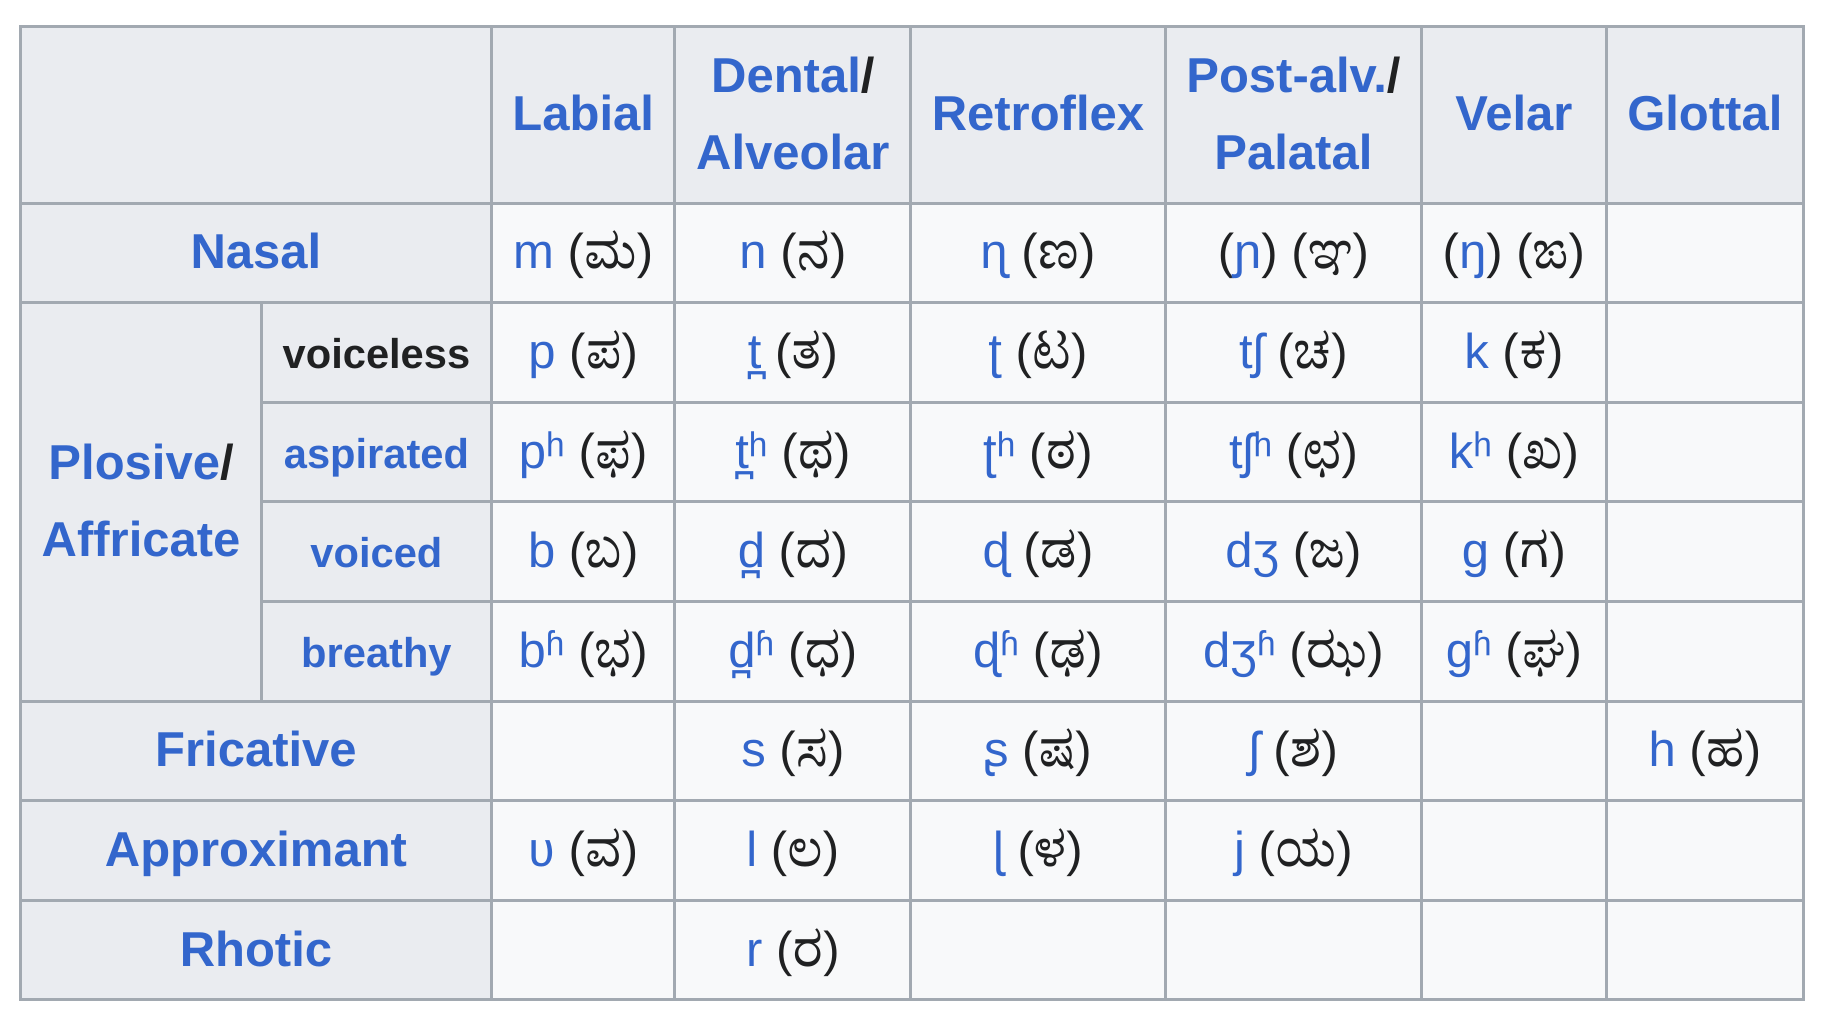 Labial Dental/ Alveolar Retroflex Post-alv./ Palatal Velar Glottal
Nasal m (ಮ) n (ನ) ɳ (ಣ) (ɲ) (ಞ) (ŋ) (ಙ)
Plosive/ Affricate voiceless p (ಪ) t̪ (ತ) ʈ (ಟ) tʃ (ಚ) k (ಕ)
aspirated pʰ (ಫ) t̪ʰ (ಥ) ʈʰ (ಠ) tʃʰ (ಛ) kʰ (ಖ)
voiced b (ಬ) d̪ (ದ) ɖ (ಡ) dʒ (ಜ) g (ಗ)
breathy bʱ (ಭ) d̪ʱ (ಧ) ɖʱ (ಢ) dʒʱ (ಝ) gʱ (ಘ)
Fricative s (ಸ) ʂ (ಷ) ʃ (ಶ) h (ಹ)
Approximant ʋ (ವ) l (ಲ) ɭ (ಳ) j (ಯ)
Rhotic r (ರ)